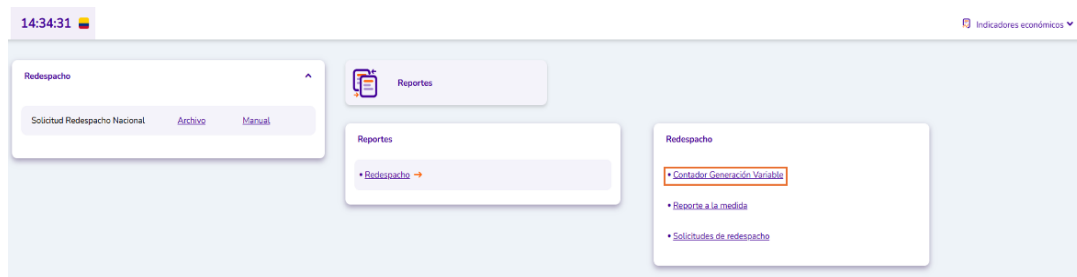 14:34:31
Indicadores económicos
Redespacho
Solicitud Redespacho Nacional Archivo Manual
Reportes
Reportes
• Redespacho →
Redespacho
• Contador Generación Variable
• Reporte a la medida
• Solicitudes de redespacho